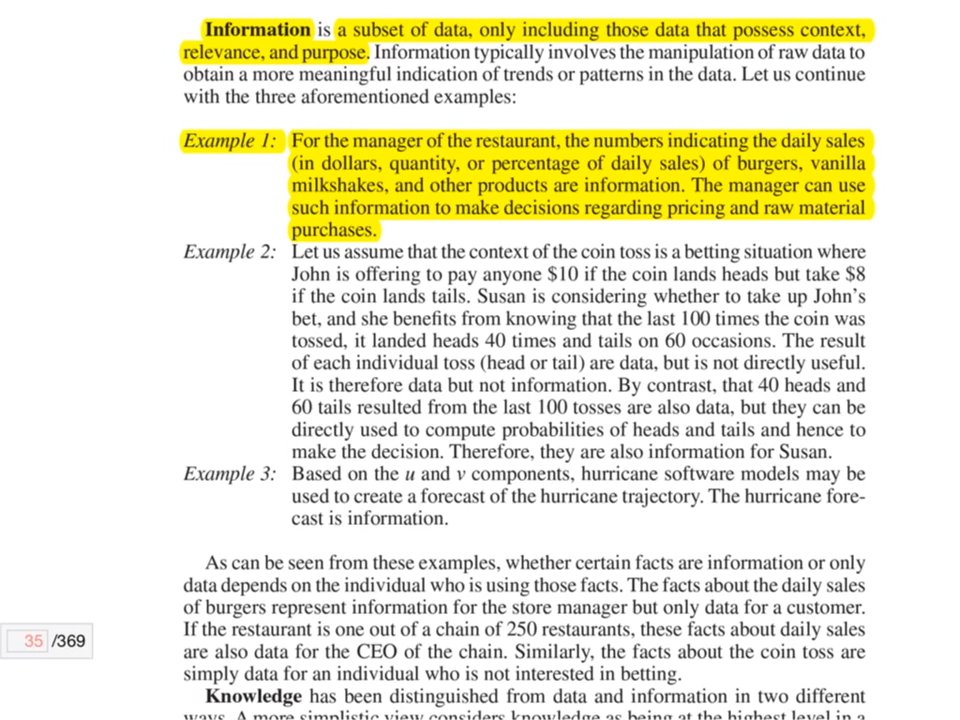 Information is a subset of data, only including those data that possess context,
relevance, and purpose. Information typically involves the manipulation of raw data to
obtain a more meaningful indication of trends or patterns in the data. Let us continue
with the three aforementioned examples:
Example 1: For the manager of the restaurant, the numbers indicating the daily sales
(in dollars, quantity, or percentage of daily sales) of burgers, vanilla
milkshakes, and other products are information. The manager can use
such information to make decisions regarding pricing and raw material
purchases.
Example 2: Let us assume that the context of the coin toss is a betting situation where
John is offering to pay anyone $10 if the coin lands heads but take $8
if the coin lands tails. Susan is considering whether to take up John's
bet, and she benefits from knowing that the last 100 times the coin was
tossed, it landed heads 40 times and tails on 60 occasions. The result
of each individual toss (head or tail) are data, but is not directly useful.
It is therefore data but not information. By contrast, that 40 heads and
60 tails resulted from the last 100 tosses are also data, but they can be
directly used to compute probabilities of heads and tails and hence to
make the decision. Therefore, they are also information for Susan.
Example 3: Based on the u and v components, hurricane software models may be
used to create a forecast of the hurricane trajectory. The hurricane fore-
cast is information.
As can be seen from these examples, whether certain facts are information or only
data depends on the individual who is using those facts. The facts about the daily sales
of burgers represent information for the store manager but only data for a customer.
If the restaurant is one out of a chain of 250 restaurants, these facts about daily sales
are also data for the CEO of the chain. Similarly, the facts about the coin toss are
simply data for an individual who is not interested in betting.
Knowledge has been distinguished from data and information in two different
ways. A more simplistic view considers knowledge as being at the highest level in a
35 /369